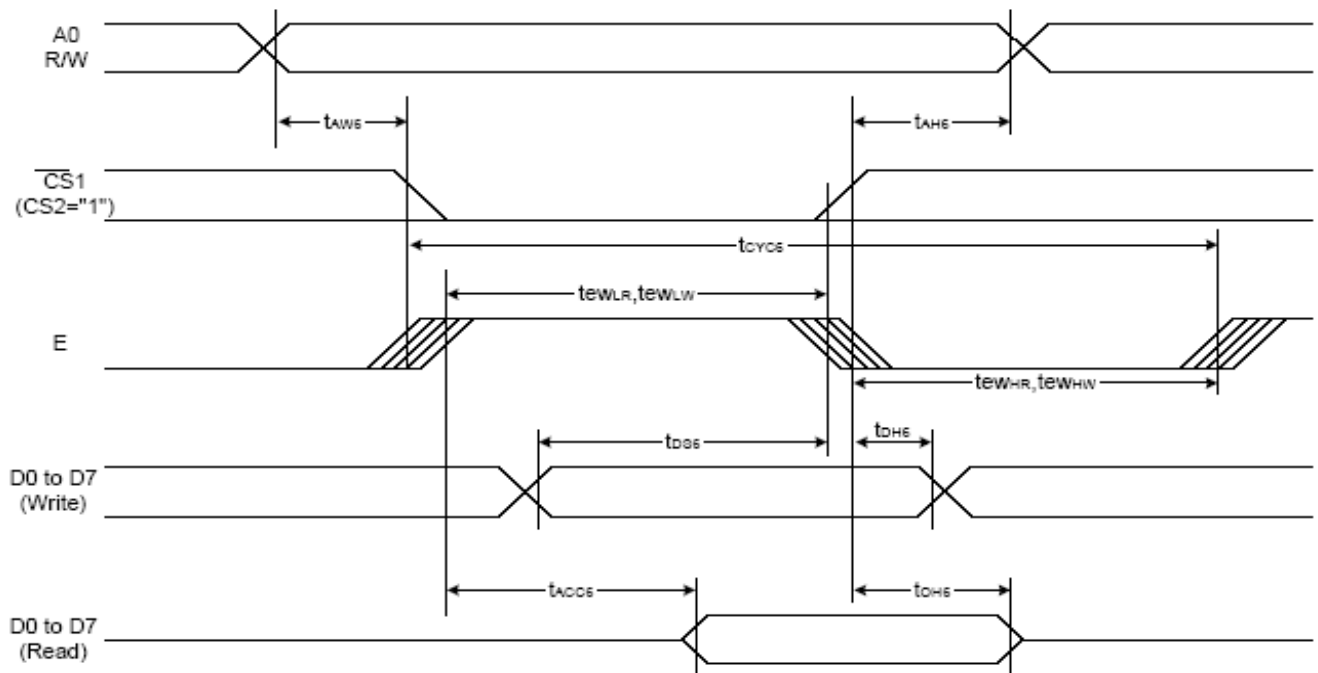 A0
R/W
tAW6
tAH6
CS1
(CS2="1")
tCYC6
tewLR,tewLW
E
tewHR,tewHW
tDS6
tDH6
D0 to D7
(Write)
tACC6
tOH6
D0 to D7
(Read)